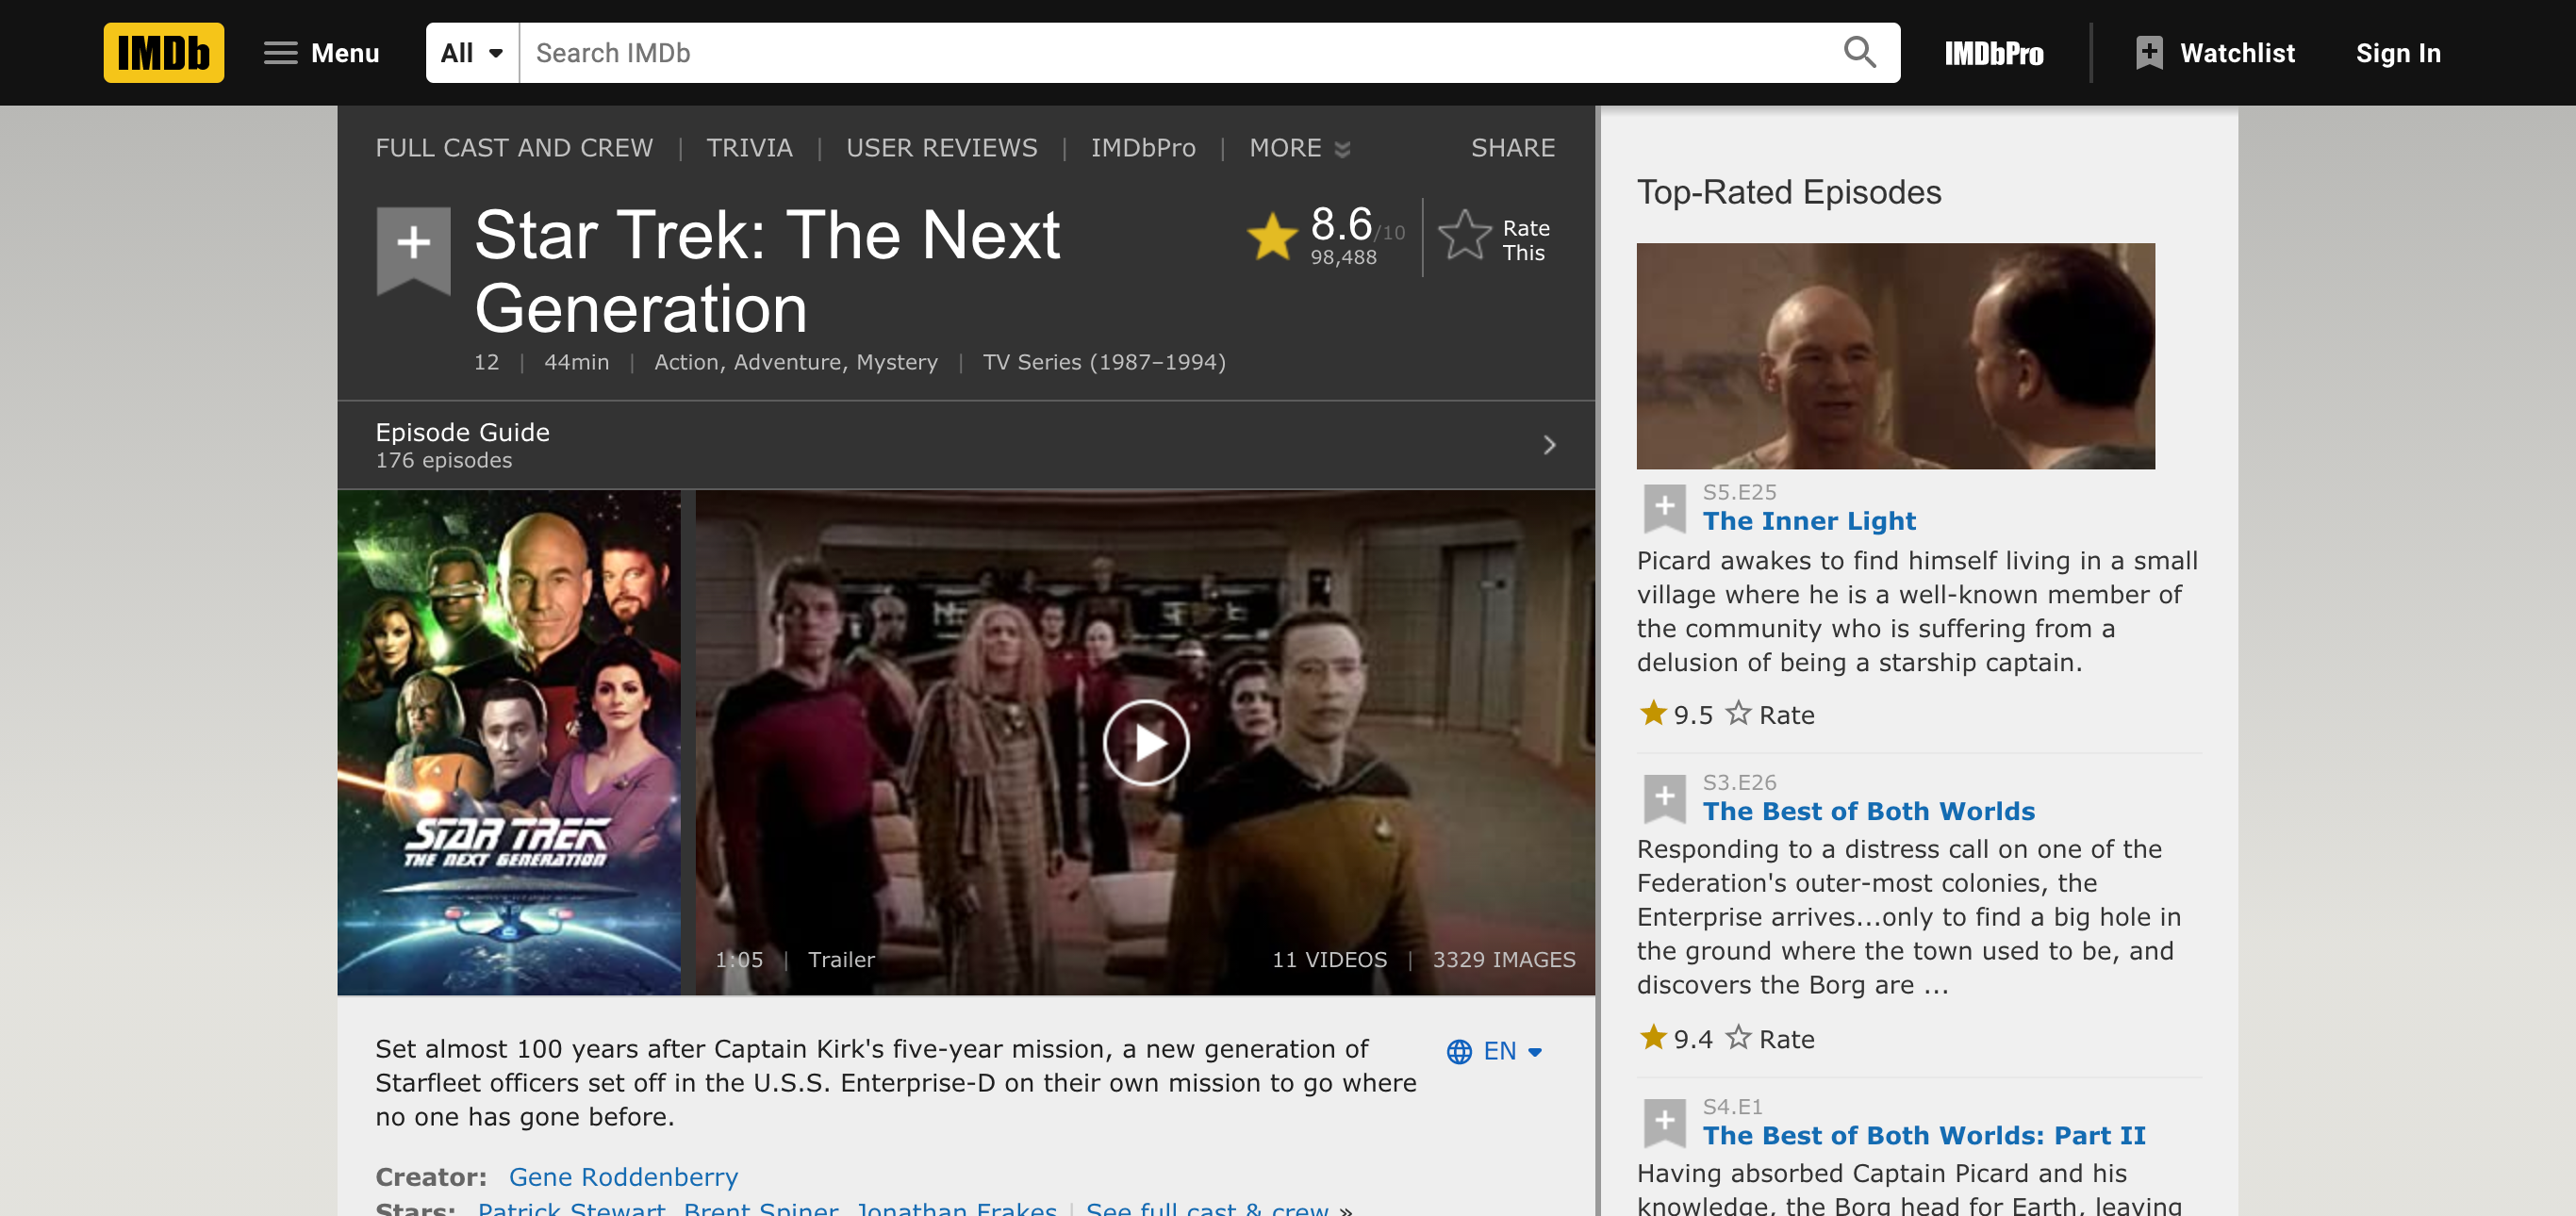 IMDb
Menu
All
Search IMDb
IMDbPro
Watchlist
Sign In
FULL CAST AND CREW | TRIVIA | USER REVIEWS | IMDbPro | MORE
SHARE
Star Trek: The Next
Generation
8.6/10
98,488
Rate
This
12 | 44min | Action, Adventure, Mystery | TV Series (1987–1994)
Episode Guide
176 episodes
STAR TREK
THE NEXT GENERATION
1:05 | Trailer
11 VIDEOS | 3329 IMAGES
Set almost 100 years after Captain Kirk's five-year mission, a new generation of
Starfleet officers set off in the U.S.S. Enterprise-D on their own mission to go where
no one has gone before.
EN
Creator: Gene Roddenberry
Stars: Patrick Stewart, Brent Spiner, Jonathan Frakes | See full cast & crew »
Top-Rated Episodes
S5.E25
The Inner Light
Picard awakes to find himself living in a small
village where he is a well-known member of
the community who is suffering from a
delusion of being a starship captain.
9.5 Rate
S3.E26
The Best of Both Worlds
Responding to a distress call on one of the
Federation's outer-most colonies, the
Enterprise arrives...only to find a big hole in
the ground where the town used to be, and
discovers the Borg are ...
9.4 Rate
S4.E1
The Best of Both Worlds: Part II
Having absorbed Captain Picard and his
knowledge, the Borg head for Earth, leaving